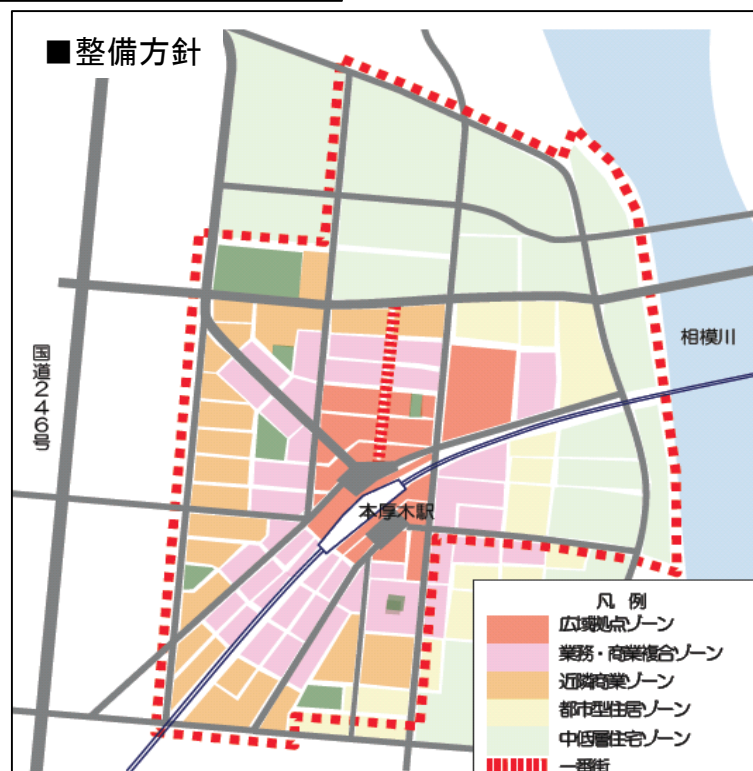 ■整備方針
相模川
国道246号
本厚木駅
凡 例
広域拠点ゾーン
業務・商業複合ゾーン
近隣商業ゾーン
都市型住居ゾーン
中低層住宅ゾーン
一番街